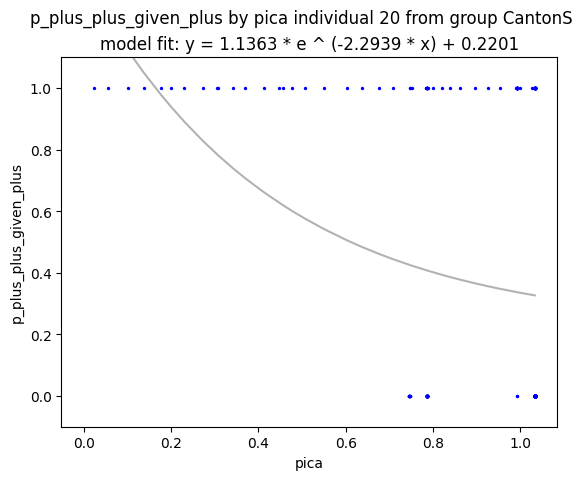 p_plus_plus_given_plus by pica individual 20 from group CantonS
model fit: y = 1.1363 * e ^ (-2.2939 * x) + 0.2201
p_plus_plus_given_plus
1.0
0.8
0.6
0.4
0.2
0.0
0.0 0.2 0.4 0.6 0.8 1.0
pica